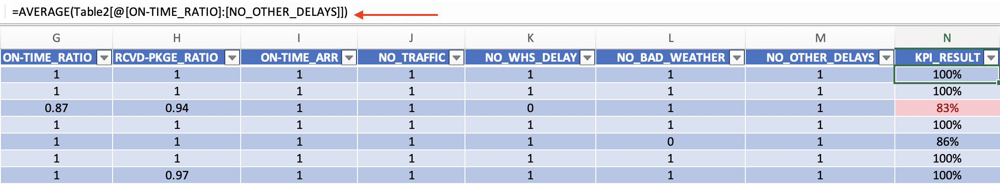 =AVERAGE(Table2[@[ON-TIME_RATIO]:[NO_OTHER_DELAYS]])
G H I J K L M N
ON-TIME_RATIO RCVD-PKGE_RATIO ON-TIME_ARR NO_TRAFFIC NO_WHS_DELAY NO_BAD_WEATHER NO_OTHER_DELAYS KPI_RESULT
1 1 1 1 1 1 1 100%
1 1 1 1 1 1 1 100%
0.87 0.94 1 1 0 1 1 83%
1 1 1 1 1 1 1 100%
1 1 1 1 1 0 1 86%
1 1 1 1 1 1 1 100%
1 0.97 1 1 1 1 1 100%